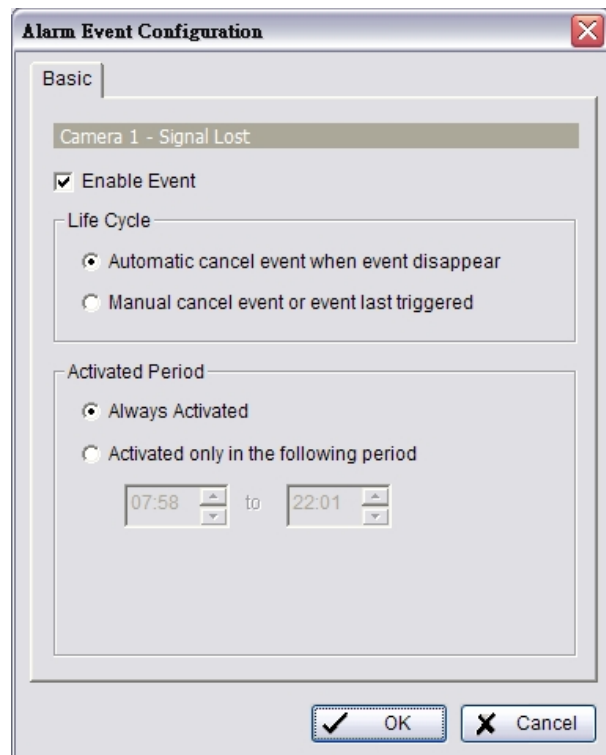 Alarm Event Configuration
Basic
Camera 1 - Signal Lost
Enable Event
Life Cycle
Automatic cancel event when event disappear
Manual cancel event or event last triggered
Activated Period
Always Activated
Activated only in the following period
07:58 to 22:01
OK Cancel